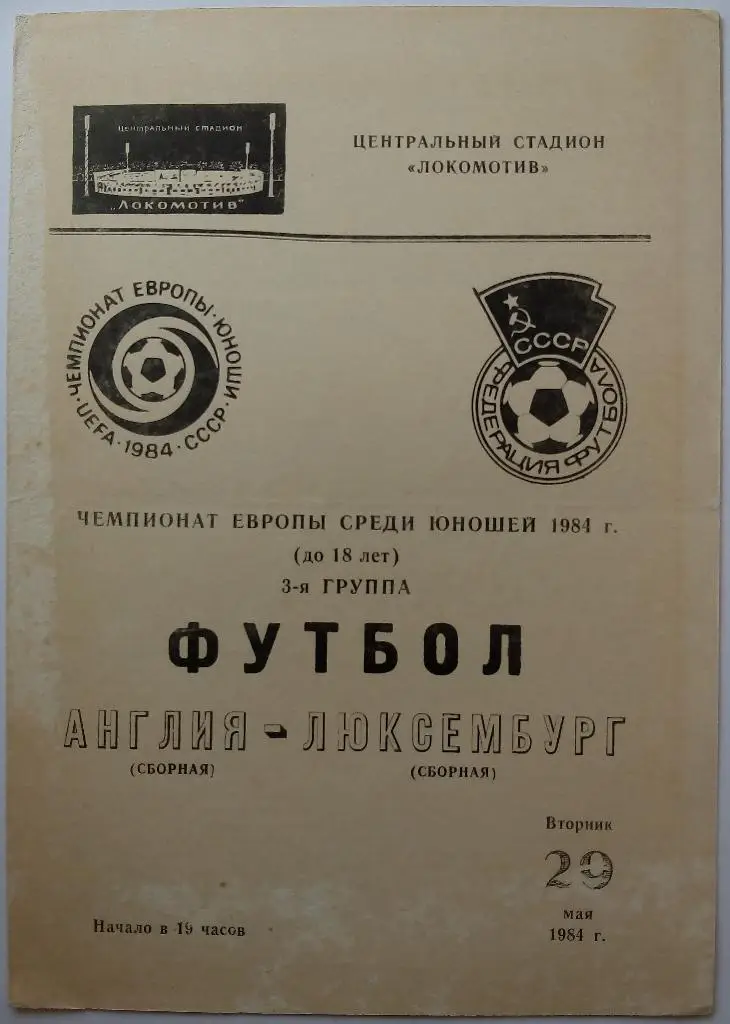 ЦЕНТРАЛЬНЫЙ СТАДИОН
„ЛОКОМОТИВ"
ЦЕНТРАЛЬНЫЙ СТАДИОН
«ЛОКОМОТИВ»
ЧЕМПИОНАТ ЕВРОПЫ·ЮНОШИ
·UEFA·1984·СССР·
СССР
ФЕДЕРАЦИЯ ФУТБОЛА
ЧЕМПИОНАТ ЕВРОПЫ СРЕДИ ЮНОШЕЙ 1984 г.
(до 18 лет)
3-я ГРУППА
ФУТБОЛ
АНГЛИЯ - ЛЮКСЕМБУРГ
(СБОРНАЯ) (СБОРНАЯ)
Вторник
29
мая
Начало в 19 часов 1984 г.